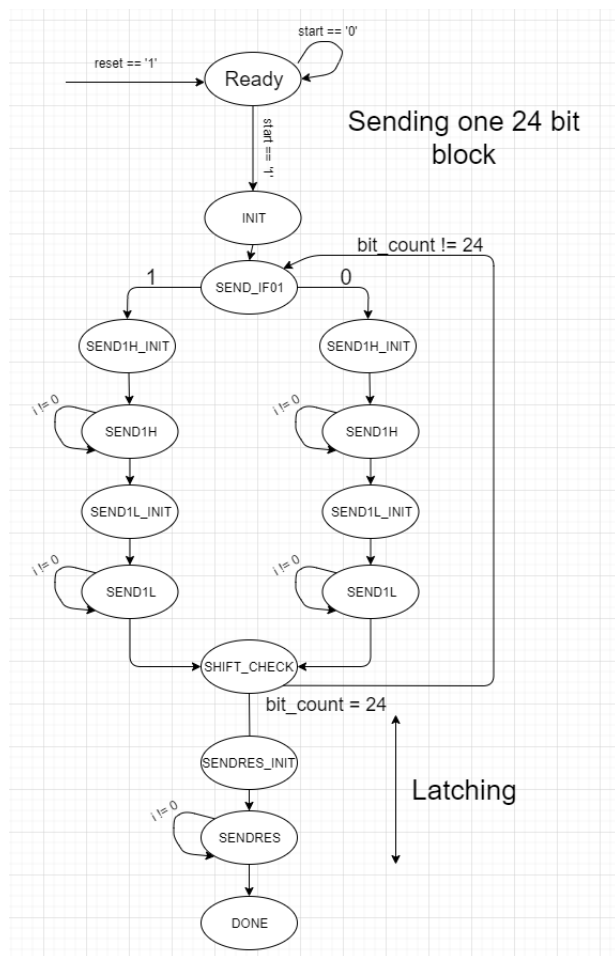 start == '0'
reset == '1'
Ready
start == '1'
Sending one 24 bit
block
INIT
bit_count != 24
SEND_IF01
1
0
SEND1H_INIT
SEND1H_INIT
i != 0
SEND1H
i != 0
SEND1H
SEND1L_INIT
SEND1L_INIT
i != 0
SEND1L
i != 0
SEND1L
SHIFT_CHECK
bit_count = 24
SENDRES_INIT
Latching
i != 0
SENDRES
DONE